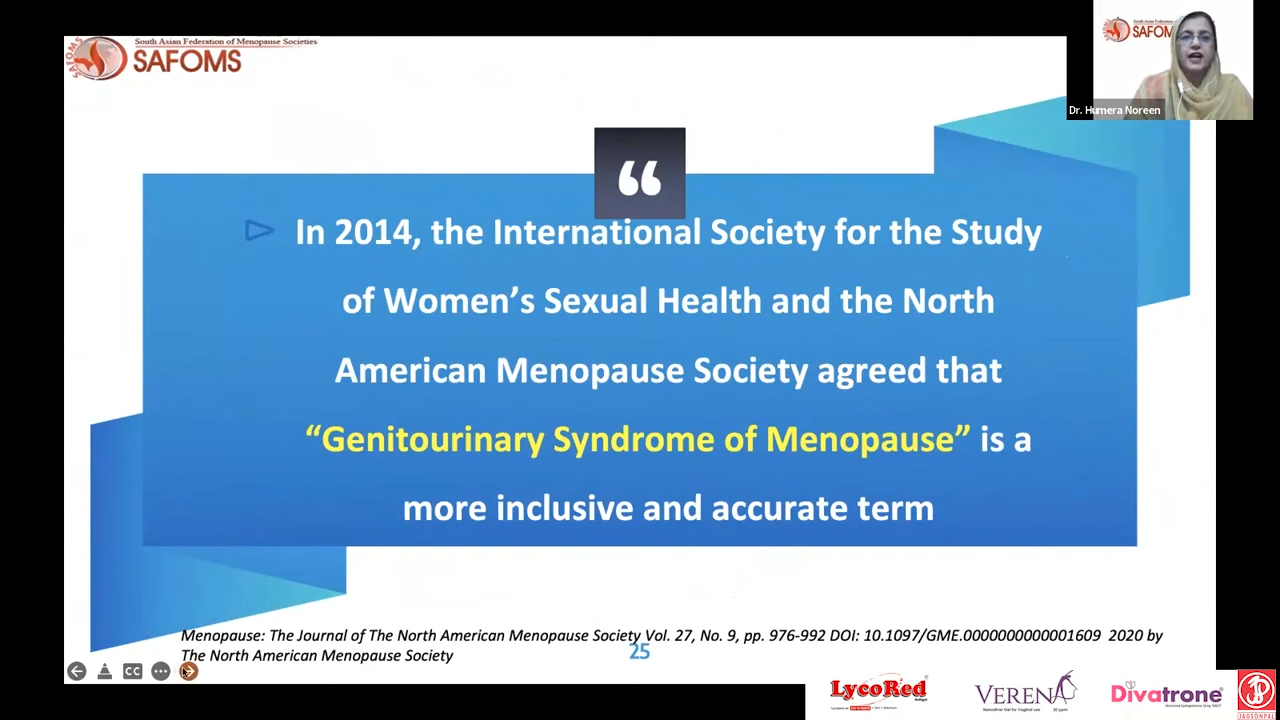 South Asian Federation of Menopause Societies
SAFOMS
SAFOMS
SAFOM
Dr. Humera Noreen
“
In 2014, the International Society for the Study
of Women’s Sexual Health and the North
American Menopause Society agreed that
“Genitourinary Syndrome of Menopause” is a
more inclusive and accurate term
Menopause: The Journal of The North American Menopause Society Vol. 27, No. 9, pp. 976-992 DOI: 10.1097/GME.0000000000001609 2020 by
The North American Menopause Society
25
CC
LycoRed
VERENA
Divatrone
JAGSONPAL